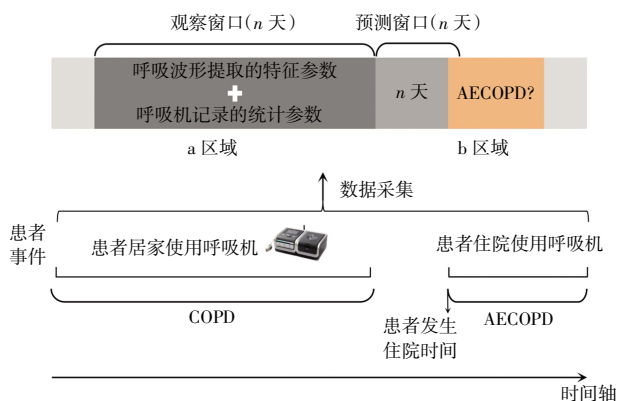 观察窗口(n 天)
预测窗口(n 天)
呼吸波形提取的特征参数
+
呼吸机记录的统计参数
n 天
AECOPD?
a 区域
b 区域
数据采集
患者
事件
患者居家使用呼吸机
患者住院使用呼吸机
COPD
患者发生
住院时间
AECOPD
时间轴